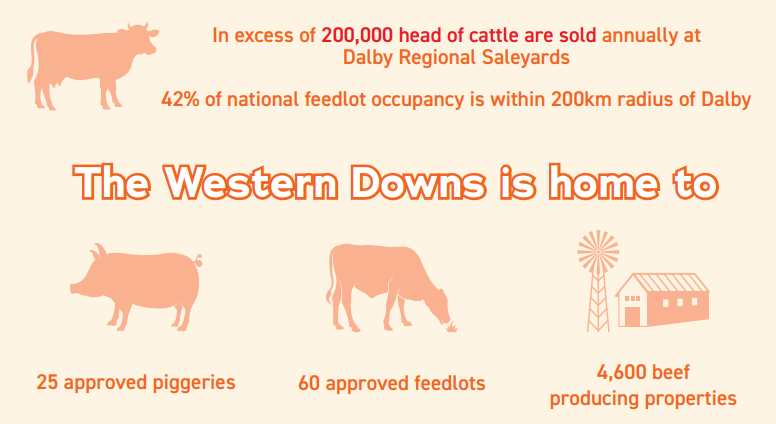 In excess of 200,000 head of cattle are sold annually at
Dalby Regional Saleyards
42% of national feedlot occupancy is within 200km radius of Dalby
The Western Downs is home to
25 approved piggeries
60 approved feedlots
4,600 beef
producing properties